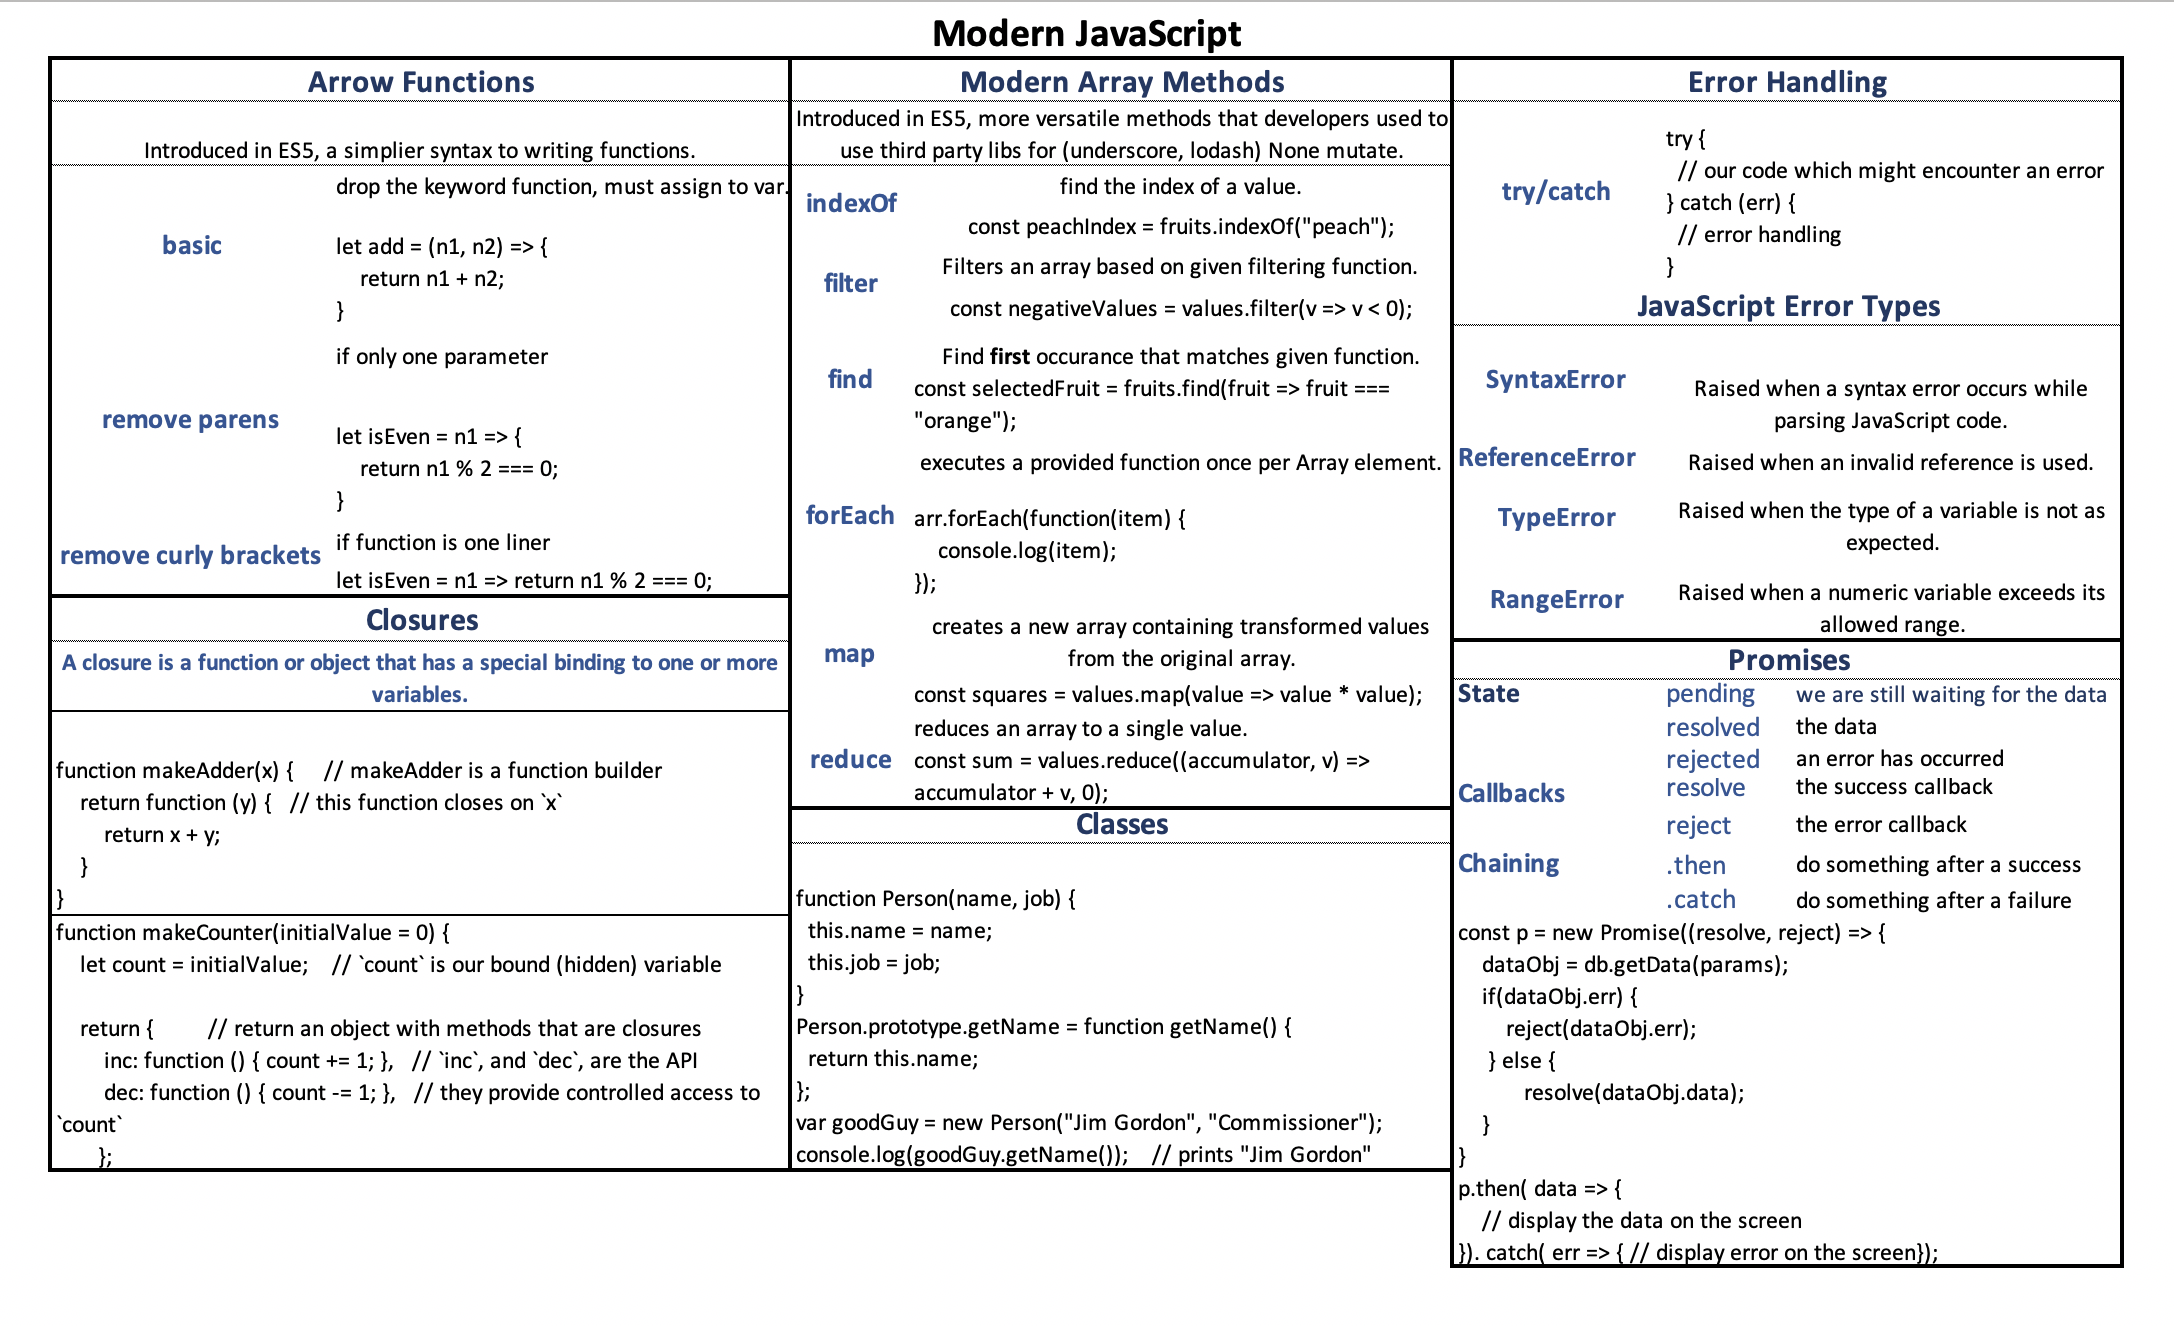 Modern JavaScript
Arrow Functions
Introduced in ES5, a simplier syntax to writing functions.
basic
drop the keyword function, must assign to var.
let add = (n1, n2) => {
return n1 + n2;
}
remove parens
if only one parameter
let isEven = n1 => {
return n1 % 2 === 0;
}
remove curly brackets
if function is one liner
let isEven = n1 => return n1 % 2 === 0;
Closures
A closure is a function or object that has a special binding to one or more
variables.
function makeAdder(x) { // makeAdder is a function builder
return function (y) { // this function closes on `x`
return x + y;
}
}
function makeCounter(initialValue = 0) {
let count = initialValue; // `count` is our bound (hidden) variable
return { // return an object with methods that are closures
inc: function () { count += 1; }, // `inc`, and `dec`, are the API
dec: function () { count -= 1; }, // they provide controlled access to
`count`
};
Modern Array Methods
Introduced in ES5, more versatile methods that developers used to
use third party libs for (underscore, lodash) None mutate.
indexOf
find the index of a value.
const peachIndex = fruits.indexOf("peach");
filter
Filters an array based on given filtering function.
const negativeValues = values.filter(v => v < 0);
find
Find first occurance that matches given function.
const selectedFruit = fruits.find(fruit => fruit ===
"orange");
forEach
executes a provided function once per Array element.
arr.forEach(function(item) {
console.log(item);
});
map
creates a new array containing transformed values
from the original array.
const squares = values.map(value => value * value);
reduce
reduces an array to a single value.
const sum = values.reduce((accumulator, v) =>
accumulator + v, 0);
Classes
function Person(name, job) {
this.name = name;
this.job = job;
}
Person.prototype.getName = function getName() {
return this.name;
};
var goodGuy = new Person("Jim Gordon", "Commissioner");
console.log(goodGuy.getName()); // prints "Jim Gordon"
Error Handling
try/catch
try {
// our code which might encounter an error
} catch (err) {
// error handling
}
JavaScript Error Types
SyntaxError
Raised when a syntax error occurs while
parsing JavaScript code.
ReferenceError
Raised when an invalid reference is used.
TypeError
Raised when the type of a variable is not as
expected.
RangeError
Raised when a numeric variable exceeds its
allowed range.
Promises
State pending we are still waiting for the data
resolved the data
rejected an error has occurred
Callbacks resolve the success callback
reject the error callback
Chaining .then do something after a success
.catch do something after a failure
const p = new Promise((resolve, reject) => {
dataObj = db.getData(params);
if(dataObj.err) {
reject(dataObj.err);
} else {
resolve(dataObj.data);
}
}
p.then( data => {
// display the data on the screen
}). catch( err => { // display error on the screen});